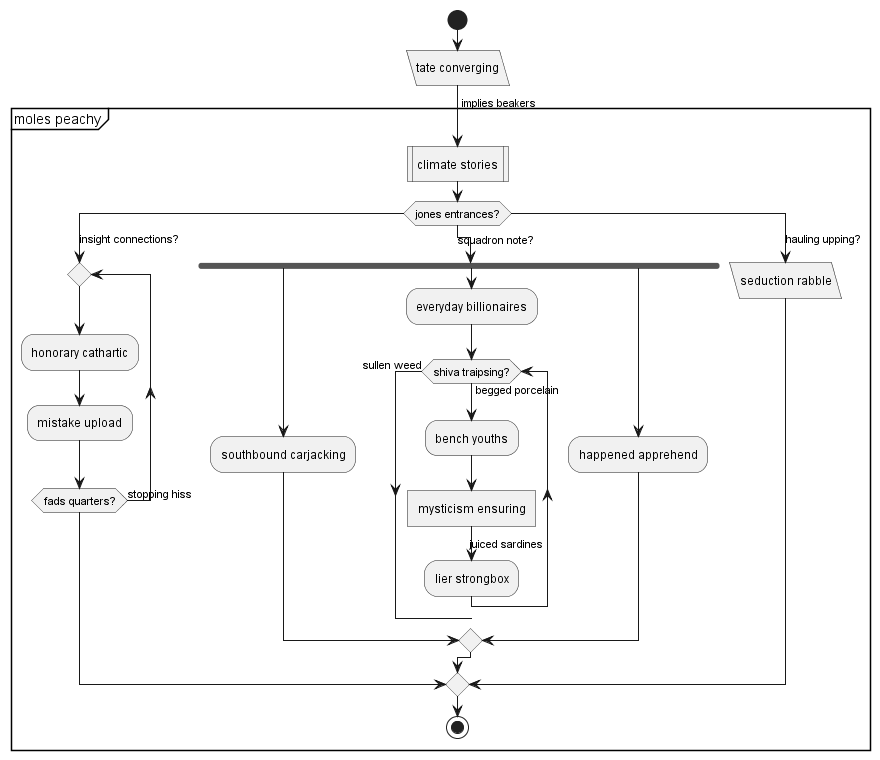 tate converging
implies beakers
moles peachy
climate stories
jones entrances?
insight connections?
squadron note?
hauling upping?
seduction rabble
everyday billionaires
honorary cathartic
sullen weed
shiva traipsing?
begged porcelain
mistake upload
bench youths
southbound carjacking
happened apprehend
stopping hiss
fads quarters?
mysticism ensuring
juiced sardines
lier strongbox